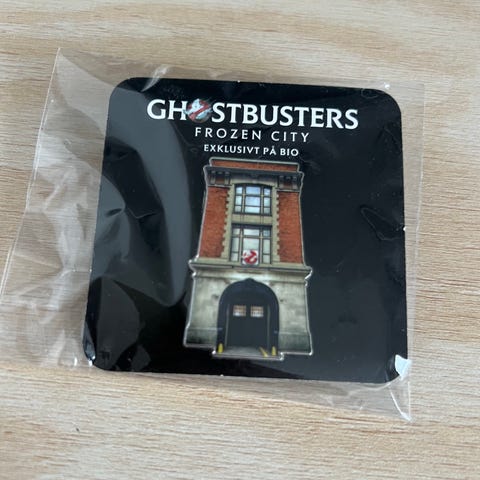 GHOSTBUSTERS
FROZEN CITY
EXKLUSIVT PÅ BIO